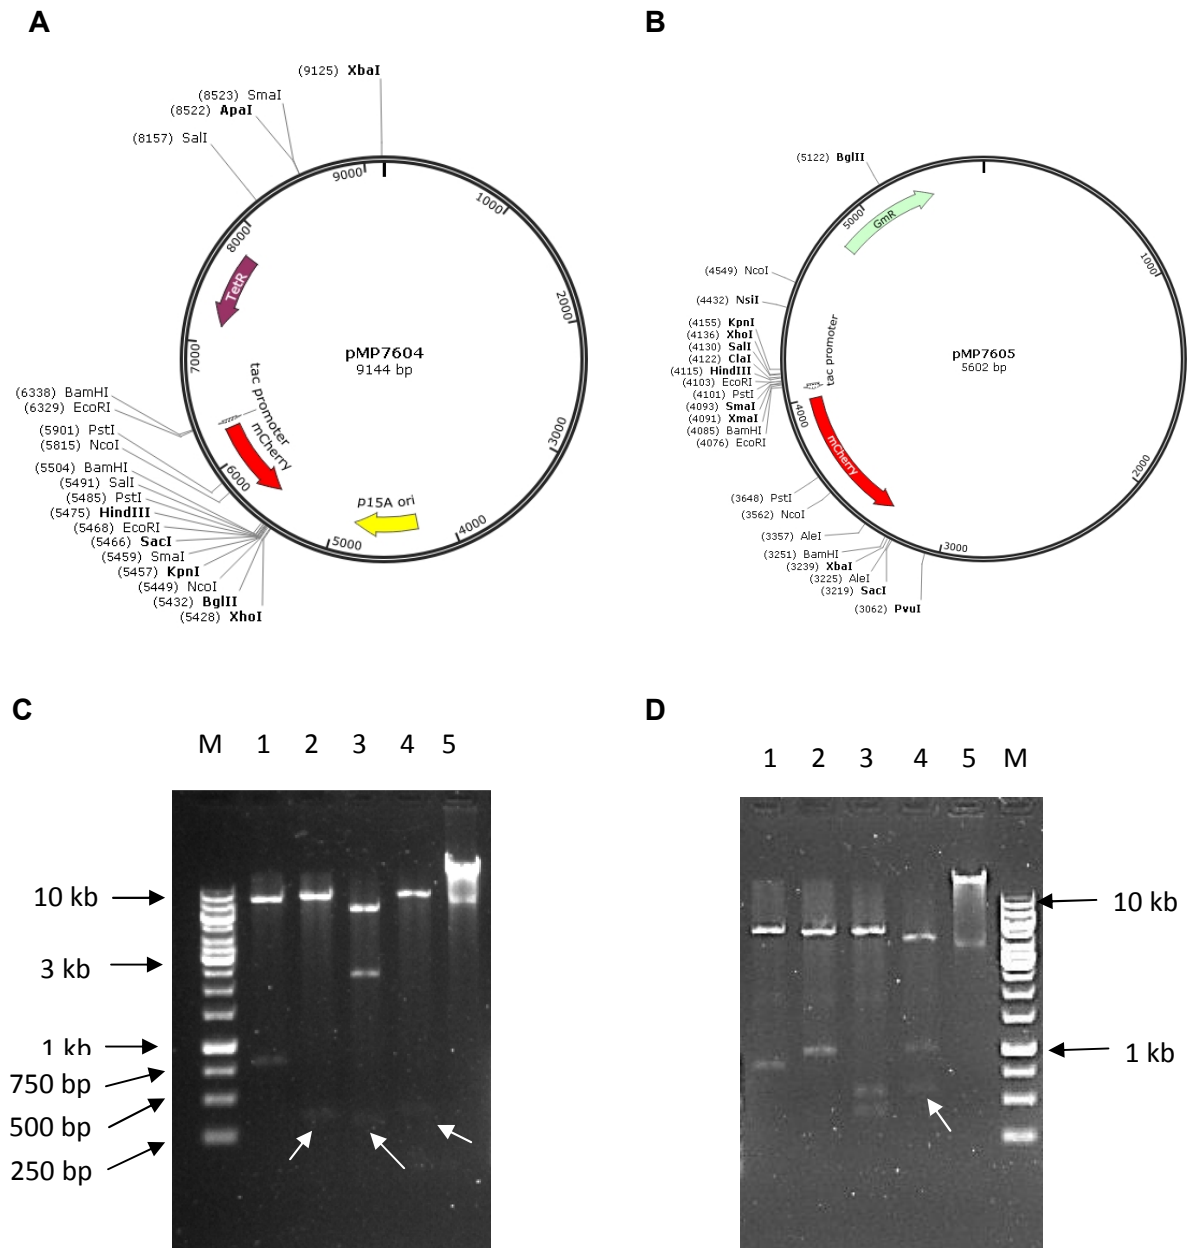 A
B
(9125) XbaI
(8523) SmaI
(8522) ApaI
(8157) SalI
9000
1000
8000
TetR
2000
7000
pMP7604
9144 bp
tac promoter
(6338) BamHI
(6329) EcoRI
(5901) PstI
(5815) NcoI
mCherry
6000
3000
(5504) BamHI
(5491) SalI
(5485) PstI
(5475) HindIII
(5468) EcoRI
(5466) SacI
(5459) SmaI
(5457) KpnI
(5449) NcoI
(5432) BglII
(5428) XhoI
p15A ori
5000
4000
(5122) BglII
5000
GmR
1000
(4549) NcoI
(4432) NsiI
(4155) KpnI
(4136) XhoI
(4130) SalI
(4122) ClaI
(4115) HindIII
(4103) EcoRI
(4101) PstI
(4093) SmaI
(4091) XmaI
(4085) BamHI
(4076) EcoRI
tac promoter
pMP7605
5602 bp
4000
mCherry
2000
(3648) PstI
(3562) NcoI
(3357) AleI
(3251) BamHI
(3239) XbaI
(3225) AleI
(3219) SacI
(3062) PvuI
3000
C
D
M 1 2 3 4 5
1 2 3 4 5 M
10 kb
3 kb
1 kb
750 bp
500 bp
250 bp
10 kb
1 kb